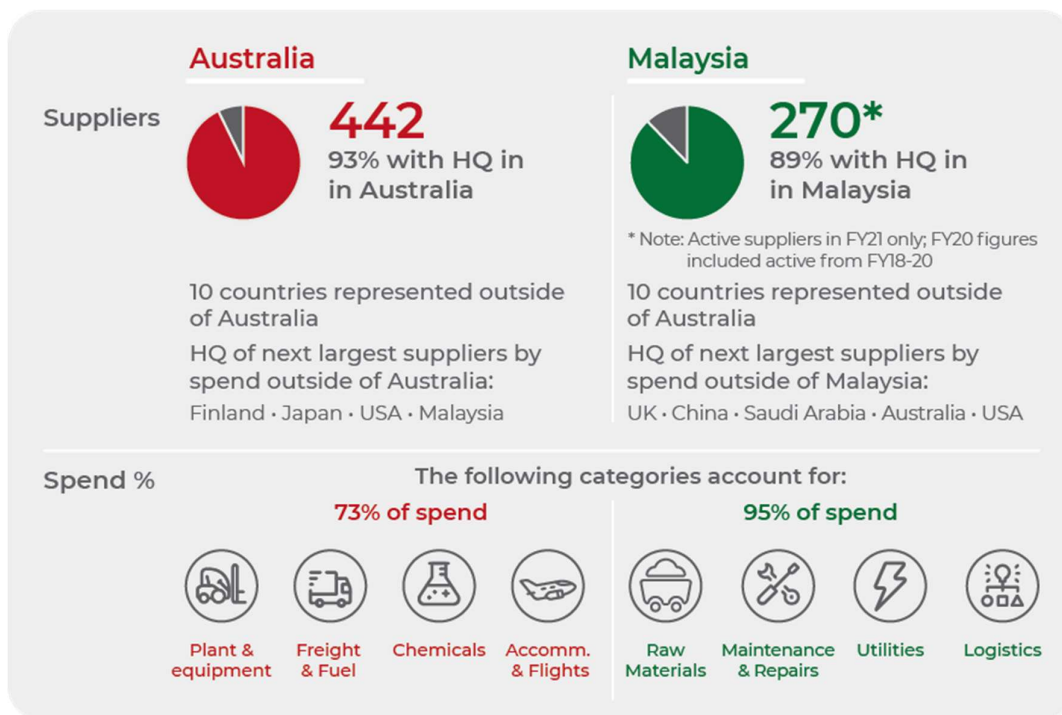 Australia
Suppliers
442
93% with HQ in
in Australia
10 countries represented outside
of Australia
HQ of next largest suppliers by
spend outside of Australia:
Finland · Japan · USA · Malaysia
Malaysia
270*
89% with HQ in
in Malaysia
* Note: Active suppliers in FY21 only; FY20 figures
included active from FY18-20
10 countries represented outside
of Australia
HQ of next largest suppliers by
spend outside of Malaysia:
UK · China · Saudi Arabia · Australia · USA
Spend %
The following categories account for:
73% of spend
Plant &
equipment
Freight
& Fuel
Chemicals
Accomm.
& Flights
95% of spend
Raw
Materials
Maintenance
& Repairs
Utilities
Logistics